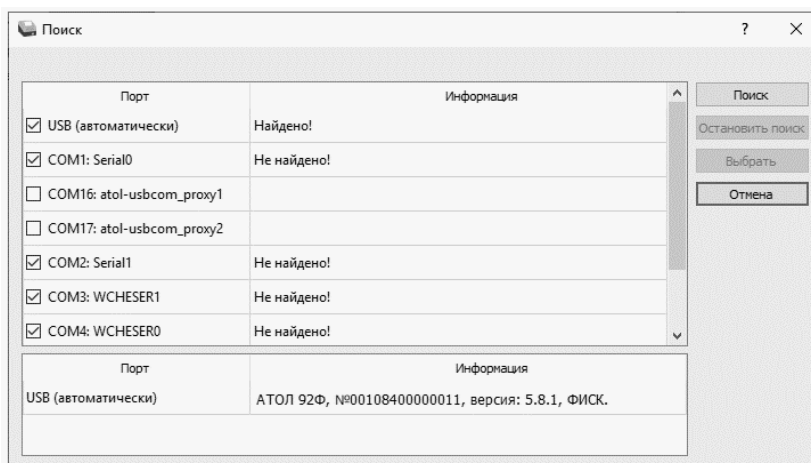 Поиск
? ×
Порт Информация
USB (автоматически) Найдено!
COM1: Serial0 Не найдено!
COM16: atol-usbcom_proxy1
COM17: atol-usbcom_proxy2
COM2: Serial1 Не найдено!
COM3: WCHESER1 Не найдено!
COM4: WCHESER0 Не найдено!
Поиск
Остановить поиск
Выбрать
Отмена
Порт Информация
USB (автоматически) АТОЛ 92Ф, №00108400000011, версия: 5.8.1, ФИСК.